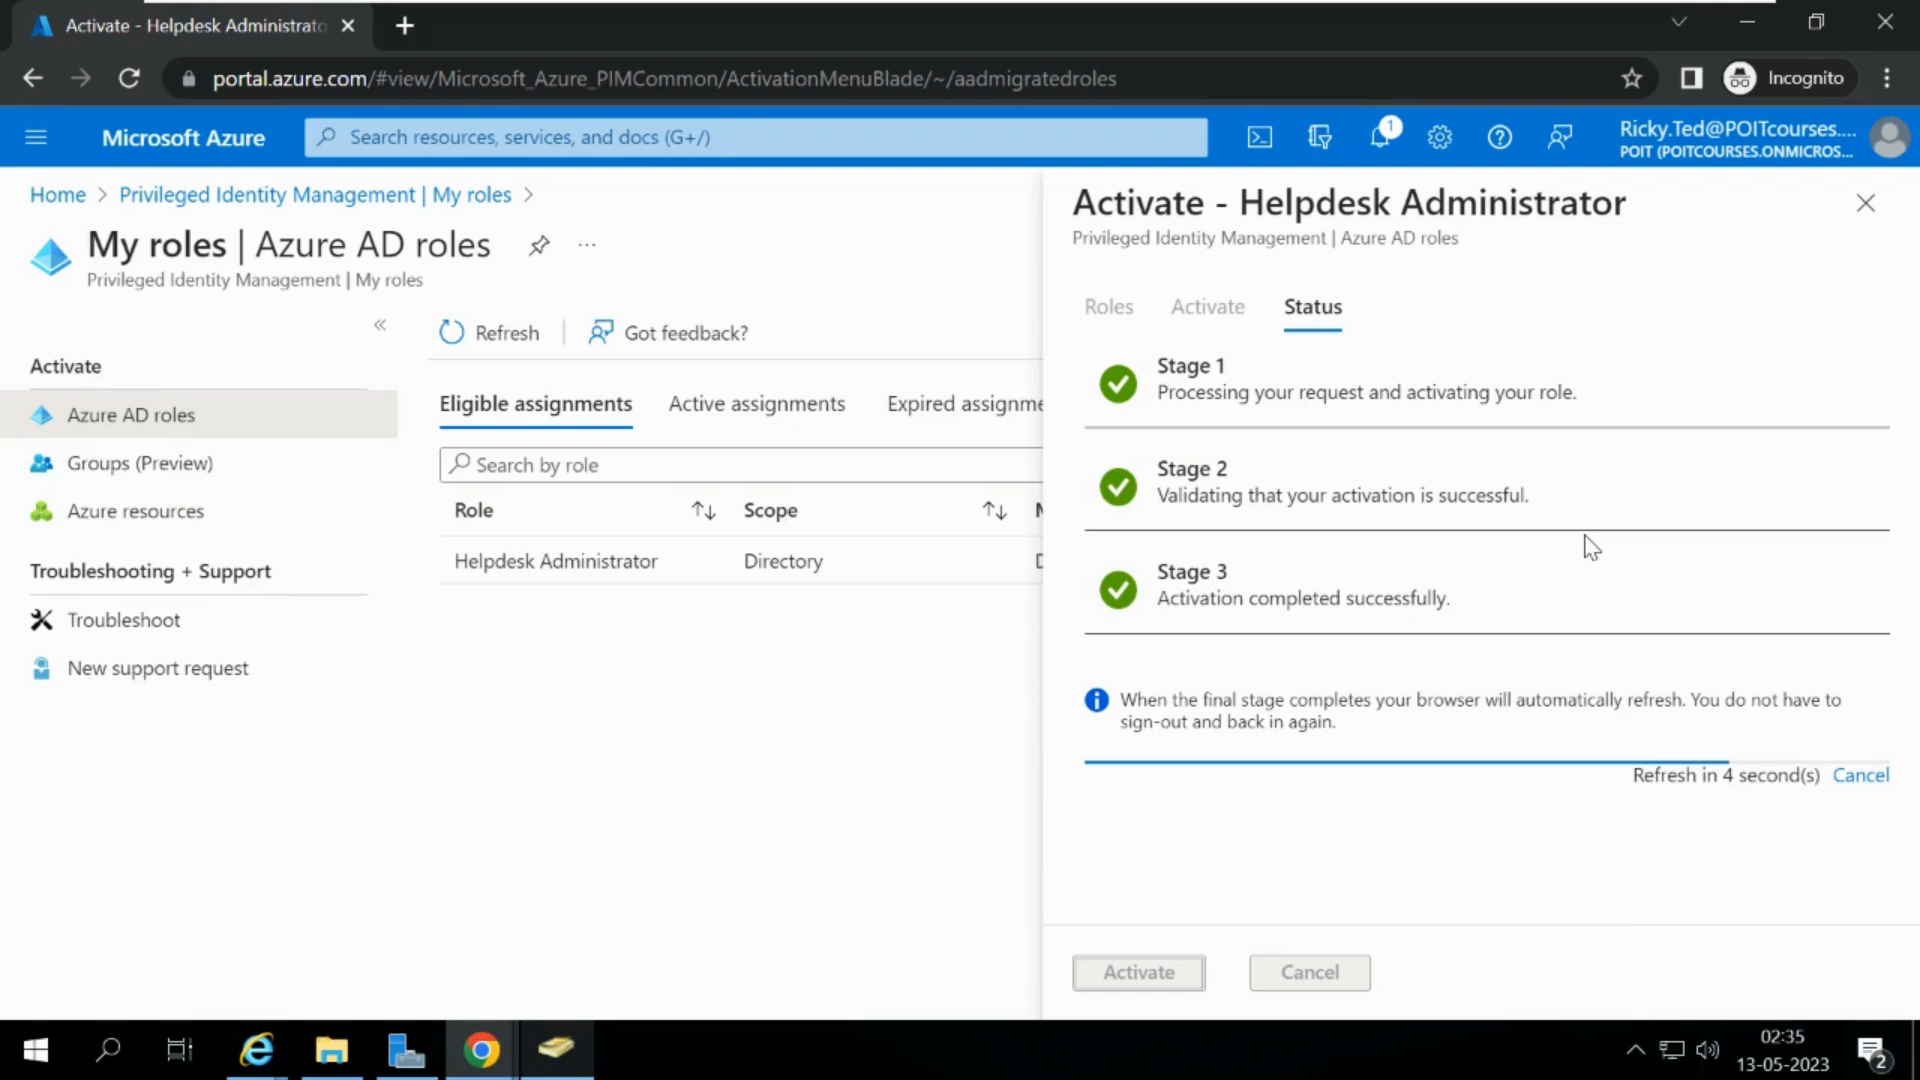 Activate - Helpdesk Administrato
portal.azure.com/#view/Microsoft_Azure_PIMCommon/ActivationMenuBlade/~/aadmigratedroles
Incognito
Microsoft Azure
Search resources, services, and docs (G+/)
1
Ricky.Ted@POITcourses....
POIT (POITCOURSES.ONMICROS...
Home > Privileged Identity Management | My roles >
My roles | Azure AD roles
...
Privileged Identity Management | My roles
«
Activate
Azure AD roles
Groups (Preview)
Azure resources
Troubleshooting + Support
Troubleshoot
New support request
Refresh
Got feedback?
Eligible assignments
Active assignments
Expired assignme
Search by role
Role
Scope
Helpdesk Administrator
Directory
Activate - Helpdesk Administrator
Privileged Identity Management | Azure AD roles
Roles
Activate
Status
Stage 1
Processing your request and activating your role.
Stage 2
Validating that your activation is successful.
Stage 3
Activation completed successfully.
When the final stage completes your browser will automatically refresh. You do not have to
sign-out and back in again.
Refresh in 4 second(s) Cancel
Activate
Cancel
02:35
13-05-2023
2